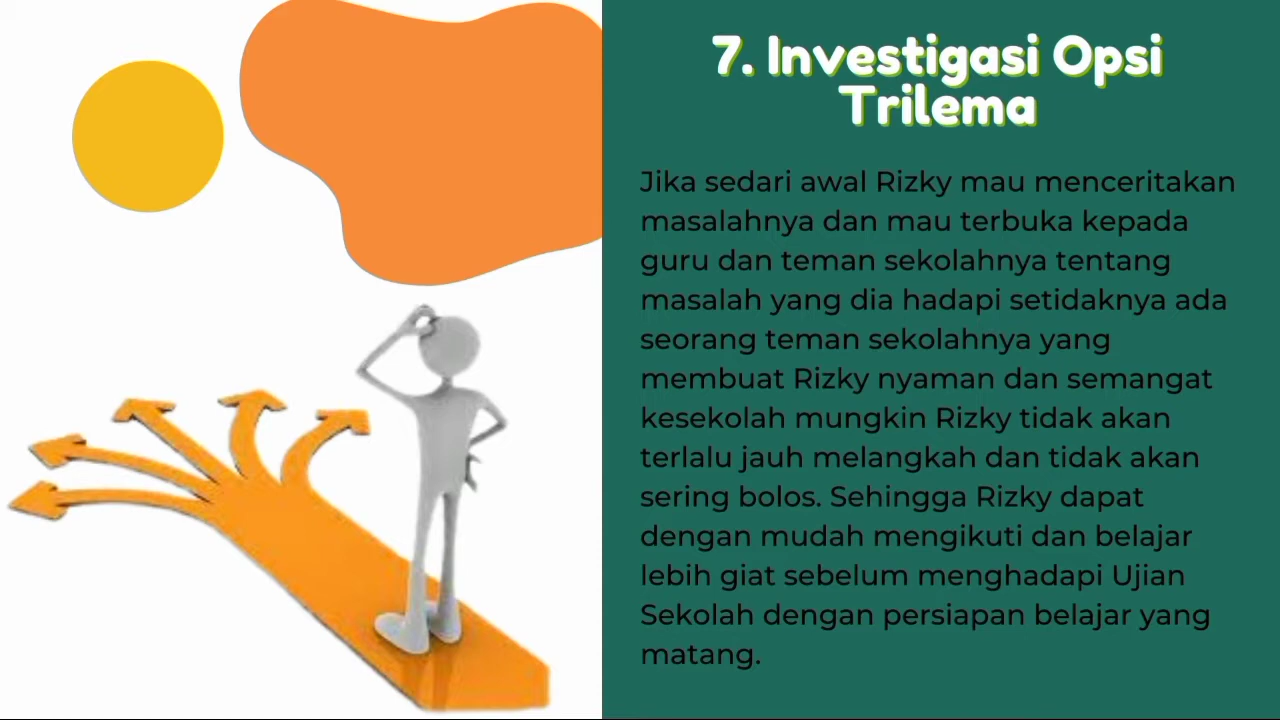 7. Investigasi Opsi
Trilema
Jika sedari awal Rizky mau menceritakan
masalahnya dan mau terbuka kepada
guru dan teman sekolahnya tentang
masalah yang dia hadapi setidaknya ada
seorang teman sekolahnya yang
membuat Rizky nyaman dan semangat
kesekolah mungkin Rizky tidak akan
terlalu jauh melangkah dan tidak akan
sering bolos. Sehingga Rizky dapat
dengan mudah mengikuti dan belajar
lebih giat sebelum menghadapi Ujian
Sekolah dengan persiapan belajar yang
matang.